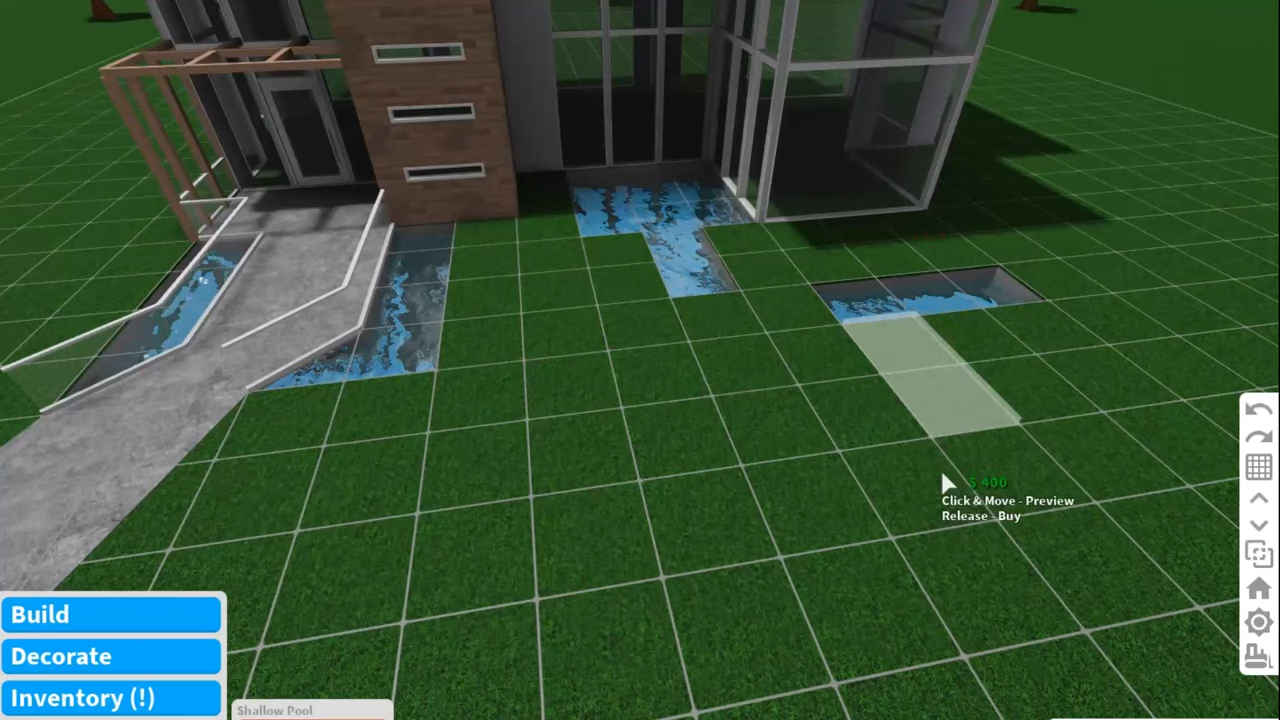 $ 400
Click & Move - Preview
Release - Buy
Build
Decorate
Inventory (!)
Shallow Pool